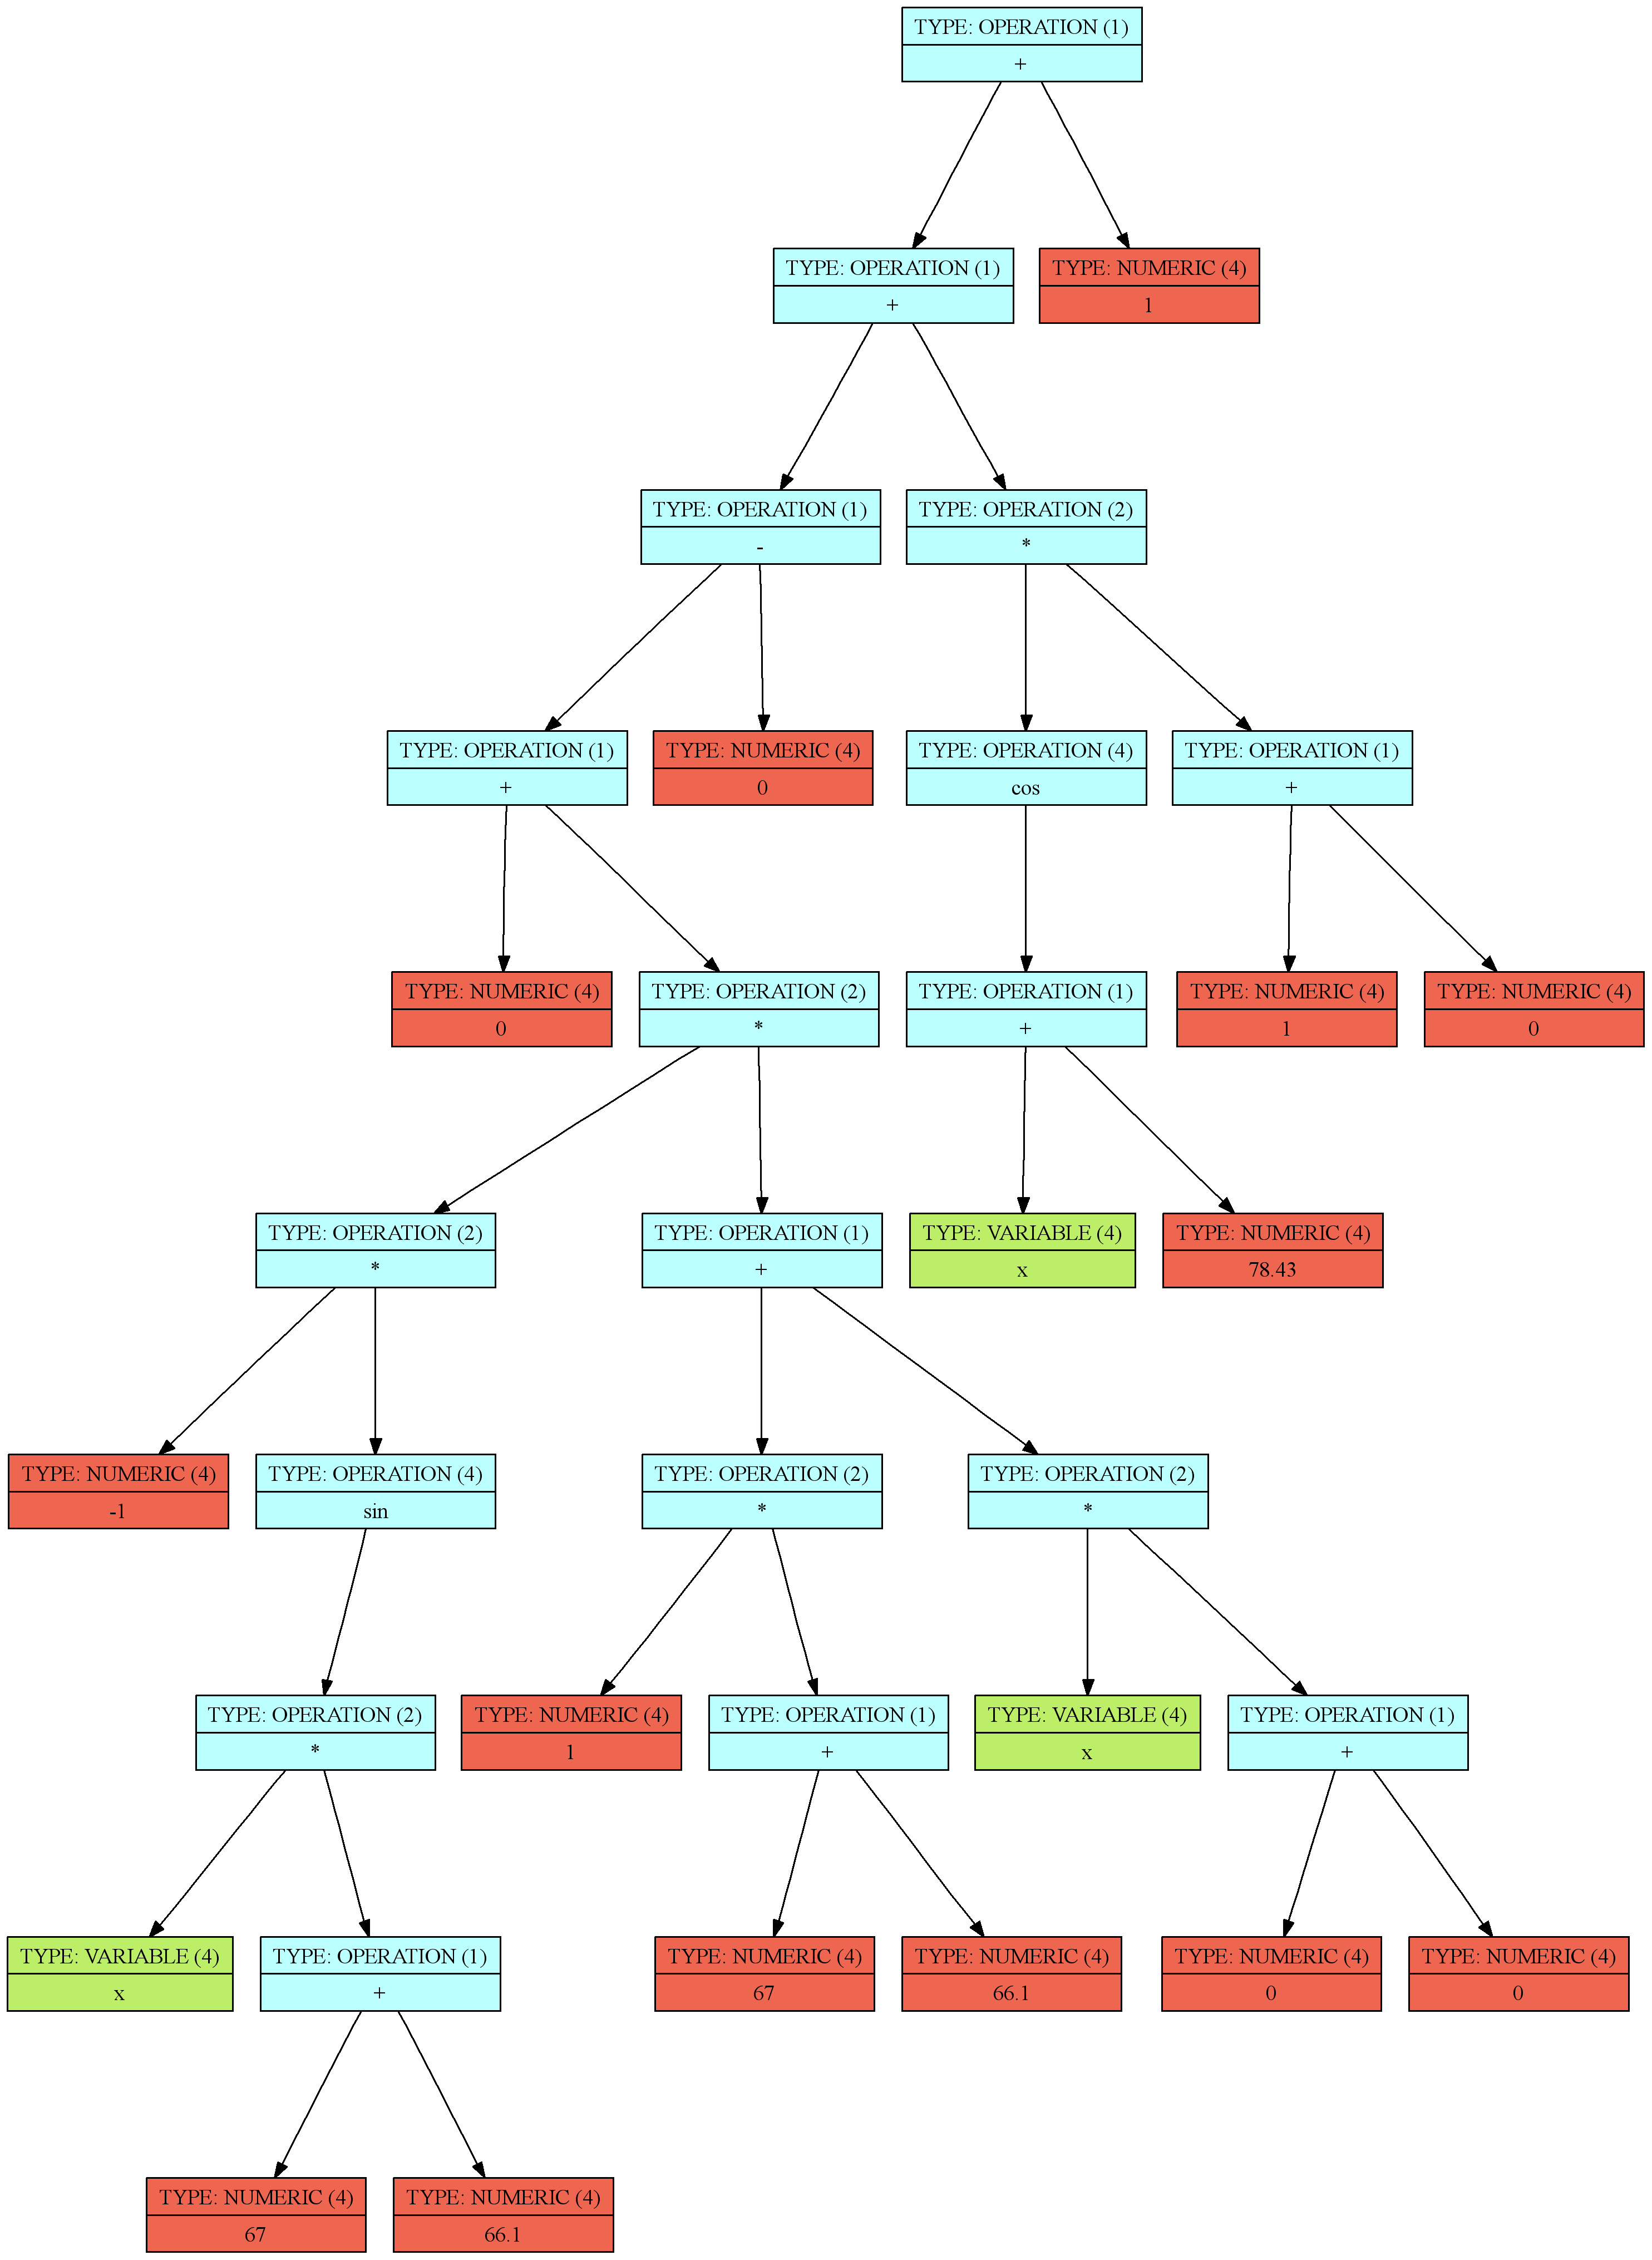 TYPE: OPERATION (1)
+
TYPE: OPERATION (1)
+
TYPE: NUMERIC (4)
1
TYPE: OPERATION (1)
-
TYPE: OPERATION (2)
*
TYPE: OPERATION (1)
+
TYPE: NUMERIC (4)
0
TYPE: OPERATION (4)
cos
TYPE: OPERATION (1)
+
TYPE: NUMERIC (4)
0
TYPE: OPERATION (2)
*
TYPE: OPERATION (1)
+
TYPE: NUMERIC (4)
1
TYPE: NUMERIC (4)
0
TYPE: OPERATION (2)
*
TYPE: OPERATION (1)
+
TYPE: VARIABLE (4)
x
TYPE: NUMERIC (4)
78.43
TYPE: NUMERIC (4)
-1
TYPE: OPERATION (4)
sin
TYPE: OPERATION (2)
*
TYPE: OPERATION (2)
*
TYPE: OPERATION (2)
*
TYPE: NUMERIC (4)
1
TYPE: OPERATION (1)
+
TYPE: VARIABLE (4)
x
TYPE: OPERATION (1)
+
TYPE: VARIABLE (4)
x
TYPE: OPERATION (1)
+
TYPE: NUMERIC (4)
67
TYPE: NUMERIC (4)
66.1
TYPE: NUMERIC (4)
0
TYPE: NUMERIC (4)
0
TYPE: NUMERIC (4)
67
TYPE: NUMERIC (4)
66.1